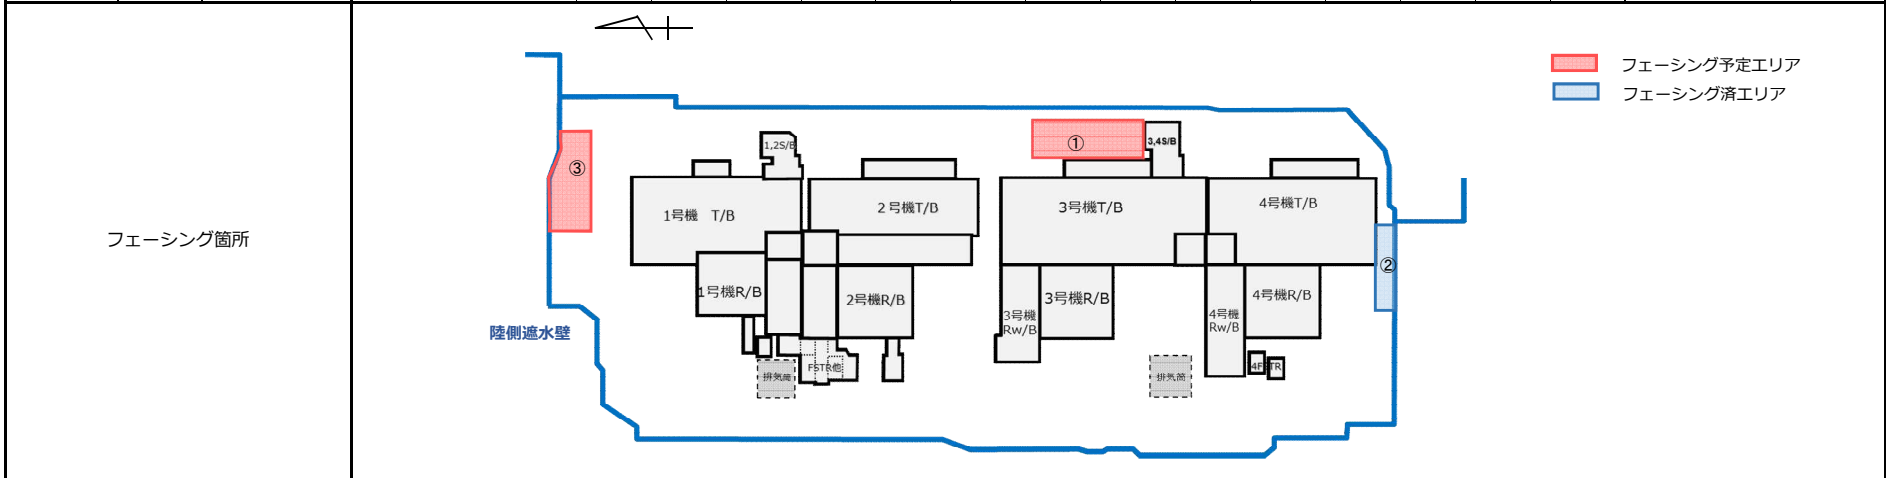 フェーシング予定エリア
フェーシング済エリア
フェーシング箇所
陸側遮水壁
③
①
②
1,2S/B
3,4S/B
1号機 T/B
2号機T/B
3号機T/B
4号機T/B
1号機R/B
2号機R/B
3号機
Rw/B
3号機R/B
4号機
Rw/B
4号機R/B
排気筒
FSTR他
排気筒
4FSTR